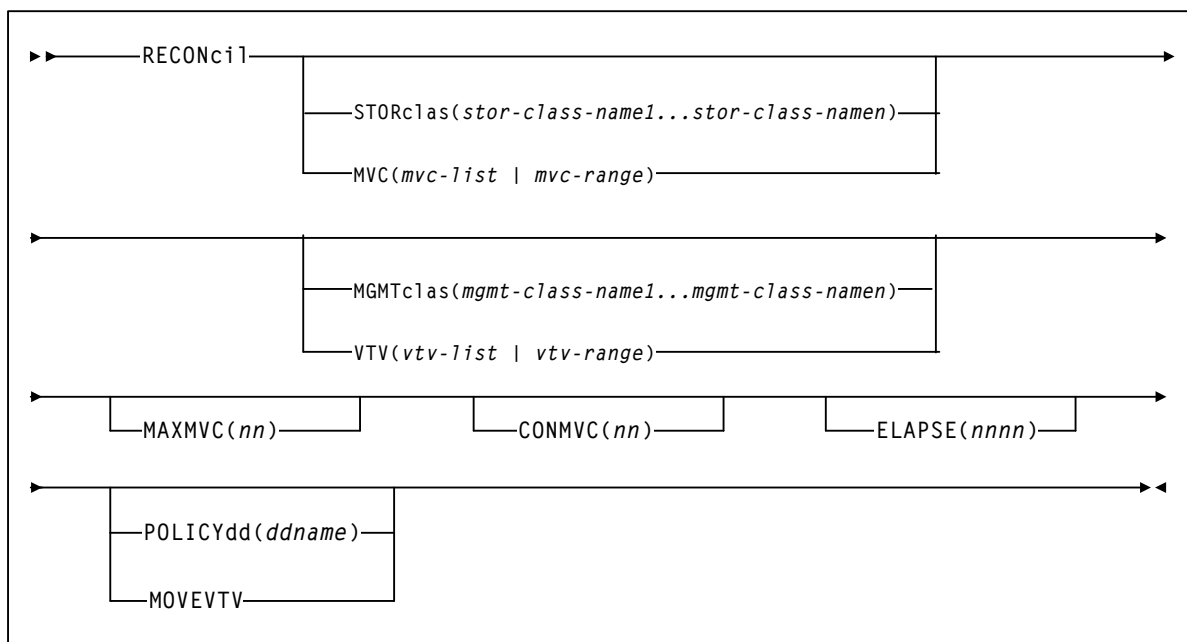 RECONcil
STORclas(stor-class-name1...stor-class-namen)
MVC(mvc-list | mvc-range)
MGMTclas(mgmt-class-name1...mgmt-class-namen)
VTV(vtv-list | vtv-range)
MAXMVC(nn) CONMVC(nn) ELAPSE(nnnn)
POLICYdd(ddname)
MOVEVTV